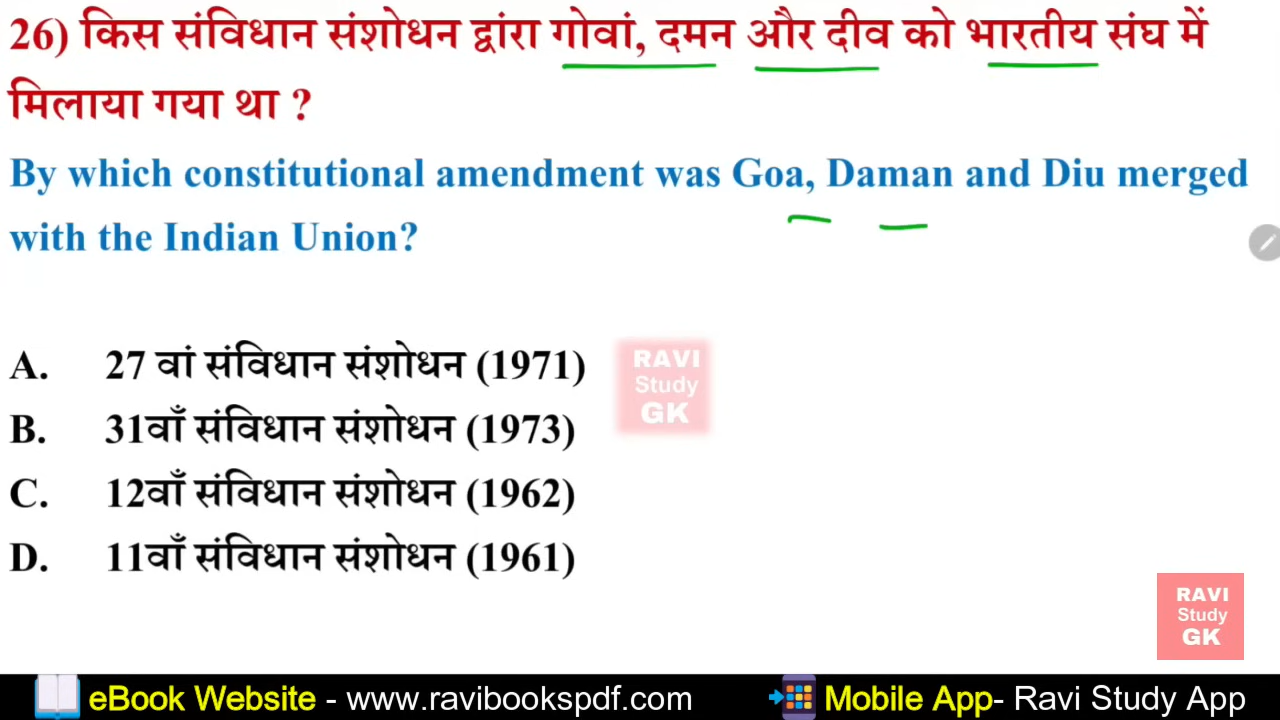 26) किस संविधान संशोधन द्वांरा गोवां, दमन और दीव को भारतीय संघ में
मिलाया गया था ?
By which constitutional amendment was Goa, Daman and Diu merged
with the Indian Union?
A. 27 वां संविधान संशोधन (1971)
B. 31वाँ संविधान संशोधन (1973)
C. 12वाँ संविधान संशोधन (1962)
D. 11वाँ संविधान संशोधन (1961)
RAVI
Study
GK
RAVI
Study
GK
eBook Website - www.ravibookspdf.com
Mobile App- Ravi Study App